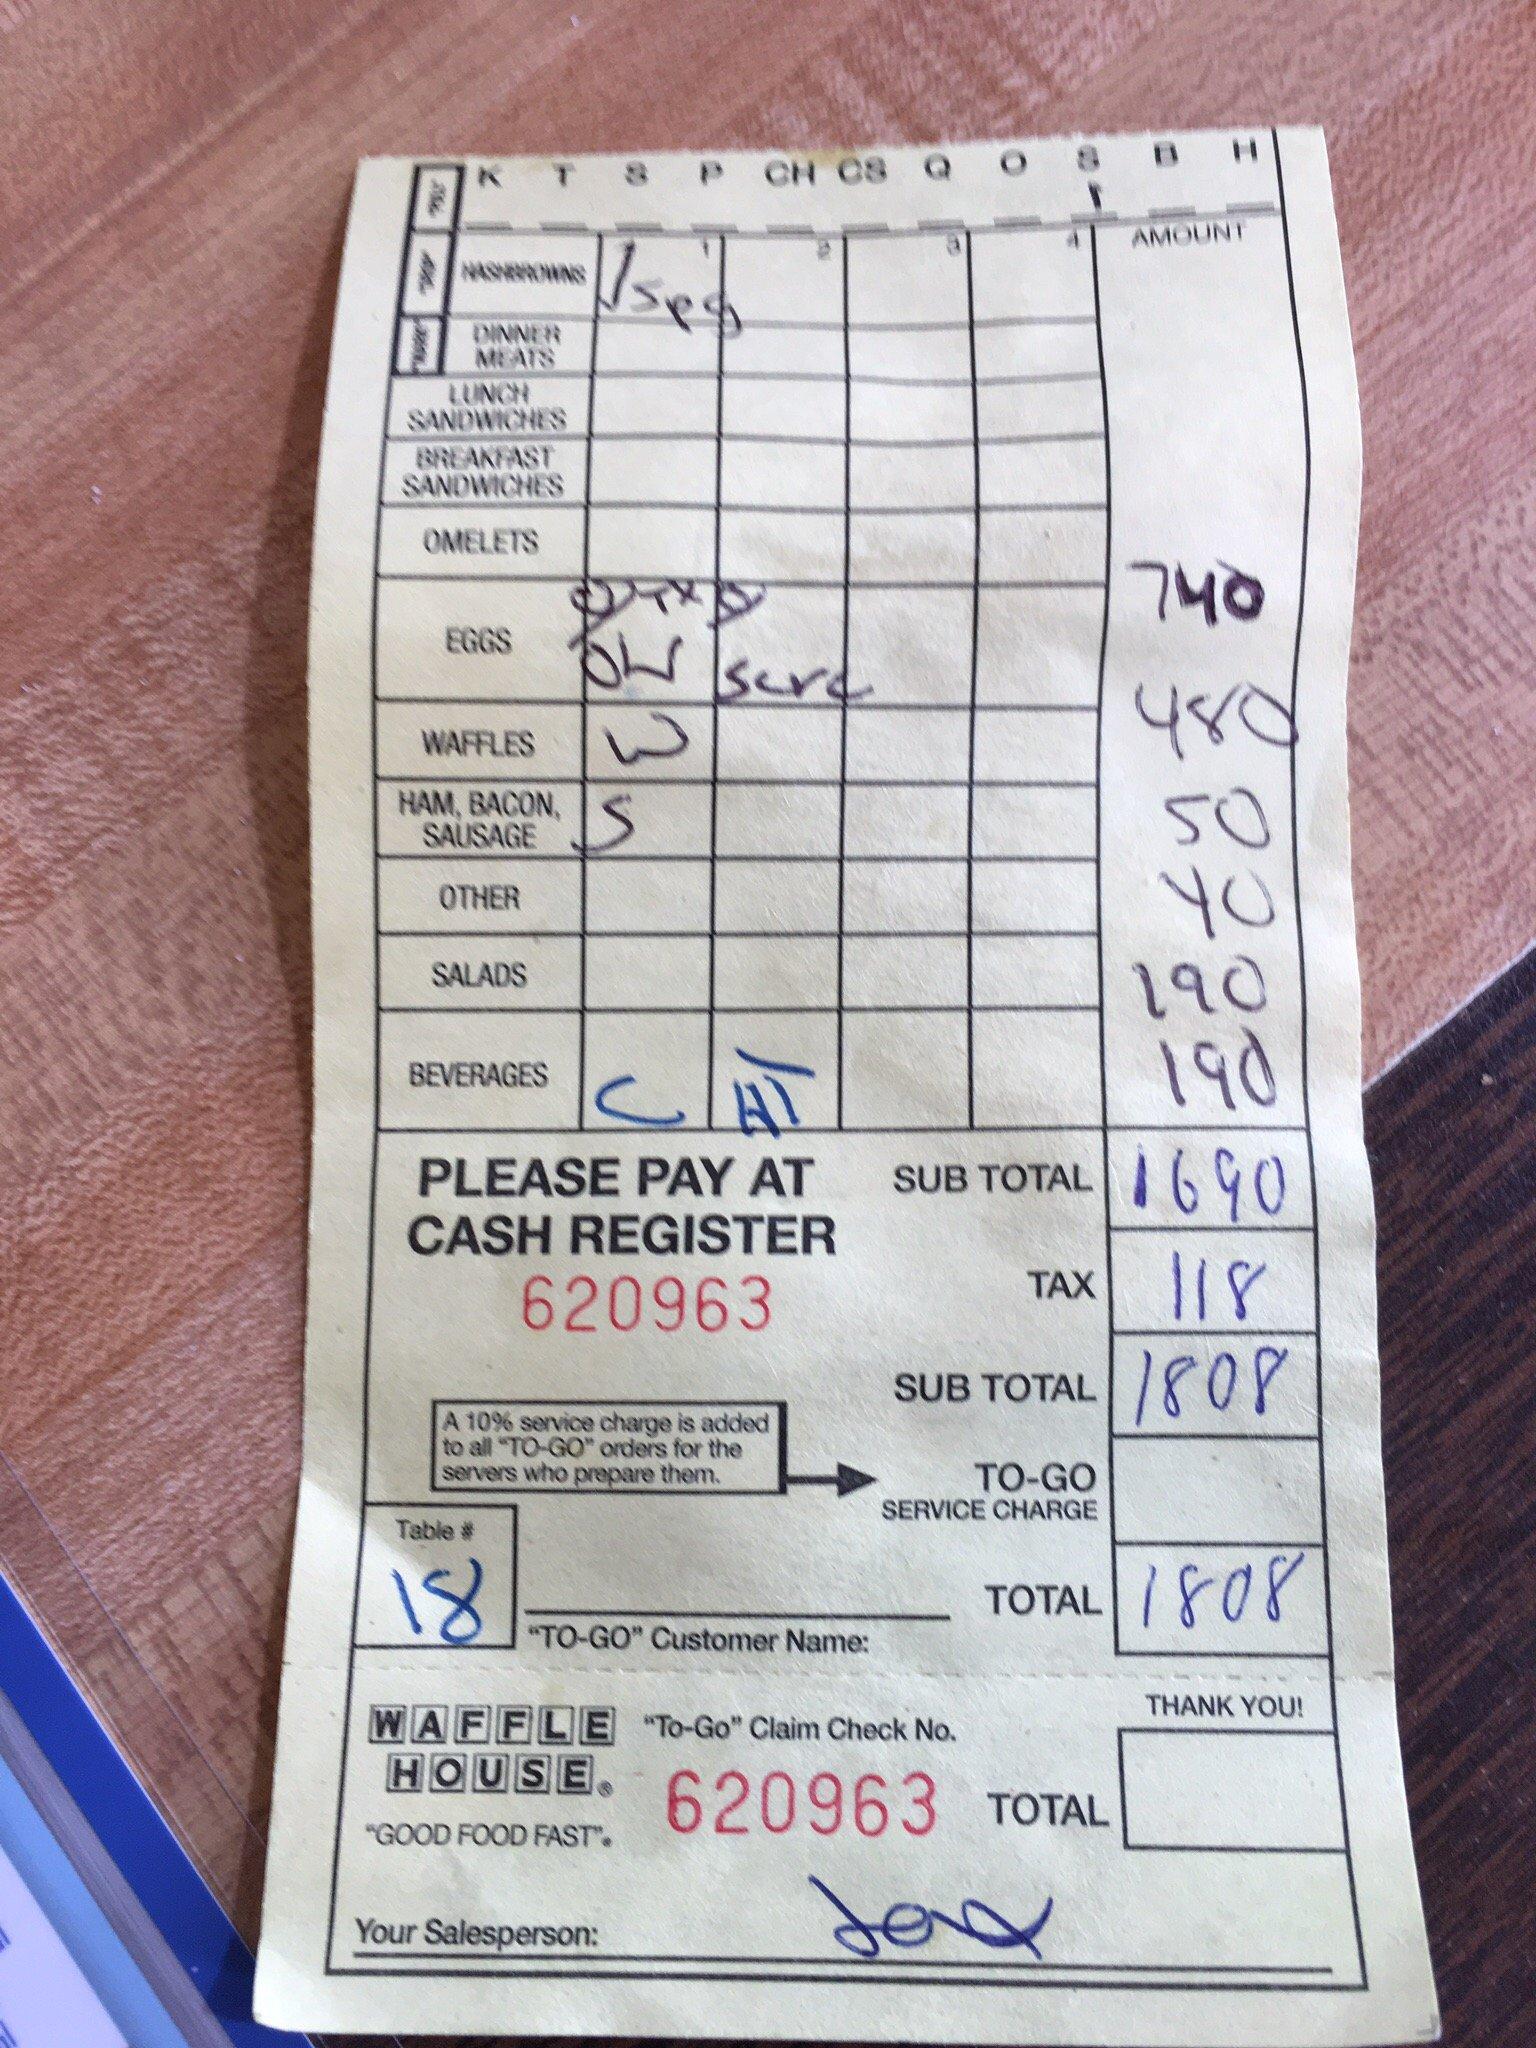 K T S P CH CS Q O S B H
HASHBROWNS 1 2 3 4 AMOUNT
DINNER
MEATS
LUNCH
SANDWICHES
BREAKFAST
SANDWICHES
OMELETS
740
EGGS
OW scrc
480
WAFFLES W
HAM, BACON,
SAUSAGE S 50
OTHER 40
SALADS 190
BEVERAGES C HT 190
PLEASE PAY AT
CASH REGISTER
620963
SUB TOTAL 1690
TAX 118
SUB TOTAL 1808
A 10% service charge is added
to all "TO-GO" orders for the
servers who prepare them.
TO-GO
SERVICE CHARGE
Table #
18
TOTAL 1808
"TO-GO" Customer Name:
THANK YOU!
WAFFLE
HOUSE®
"GOOD FOOD FAST"®
"To-Go" Claim Check No.
620963
TOTAL
Your Salesperson: